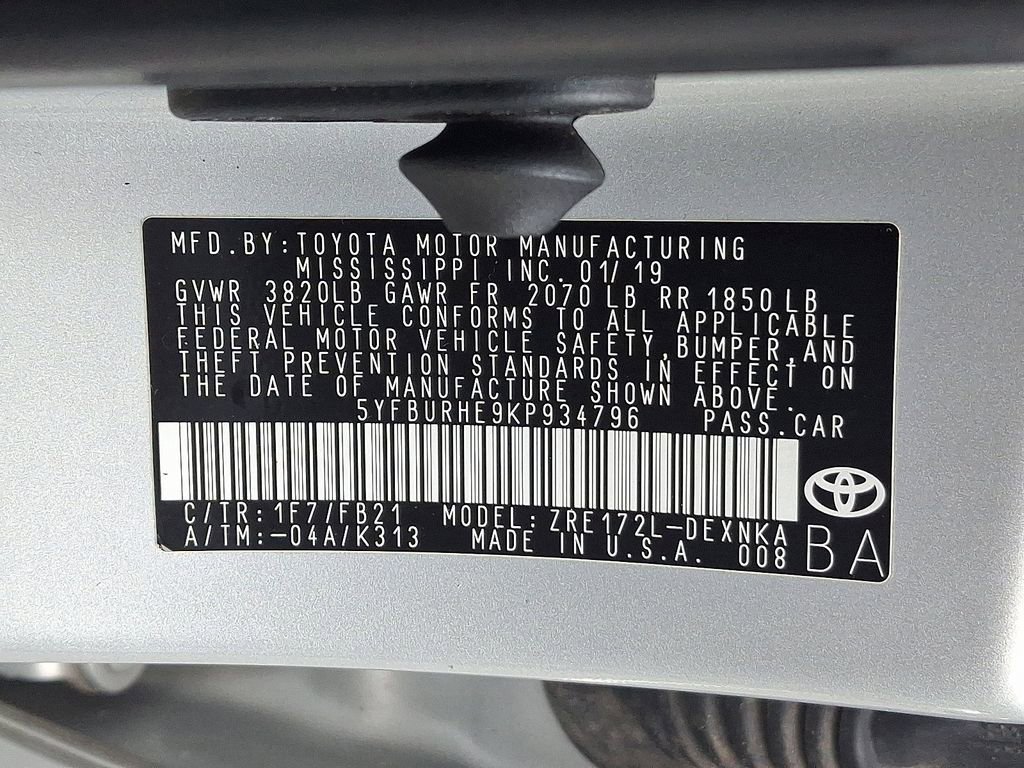 MFD.BY:TOYOTA MOTOR MANUFACTURING
MISSISSIPPI, INC. 01/19
GVWR 3820LB GAWR FR 2070 LB RR 1850 LB
THIS VEHICLE CONFORMS TO ALL APPLICABLE
FEDERAL MOTOR VEHICLE SAFETY,BUMPER,AND
THEFT PREVENTION STANDARDS IN EFFECT ON
THE DATE OF MANUFACTURE SHOWN ABOVE.
5YFBURHE9KP934796 PASS.CAR
C/TR:1F7/FB21 MODEL:ZRE172L-DEXNKA
A/TM:-04A/K313 MADE IN U.S.A. 008
BA